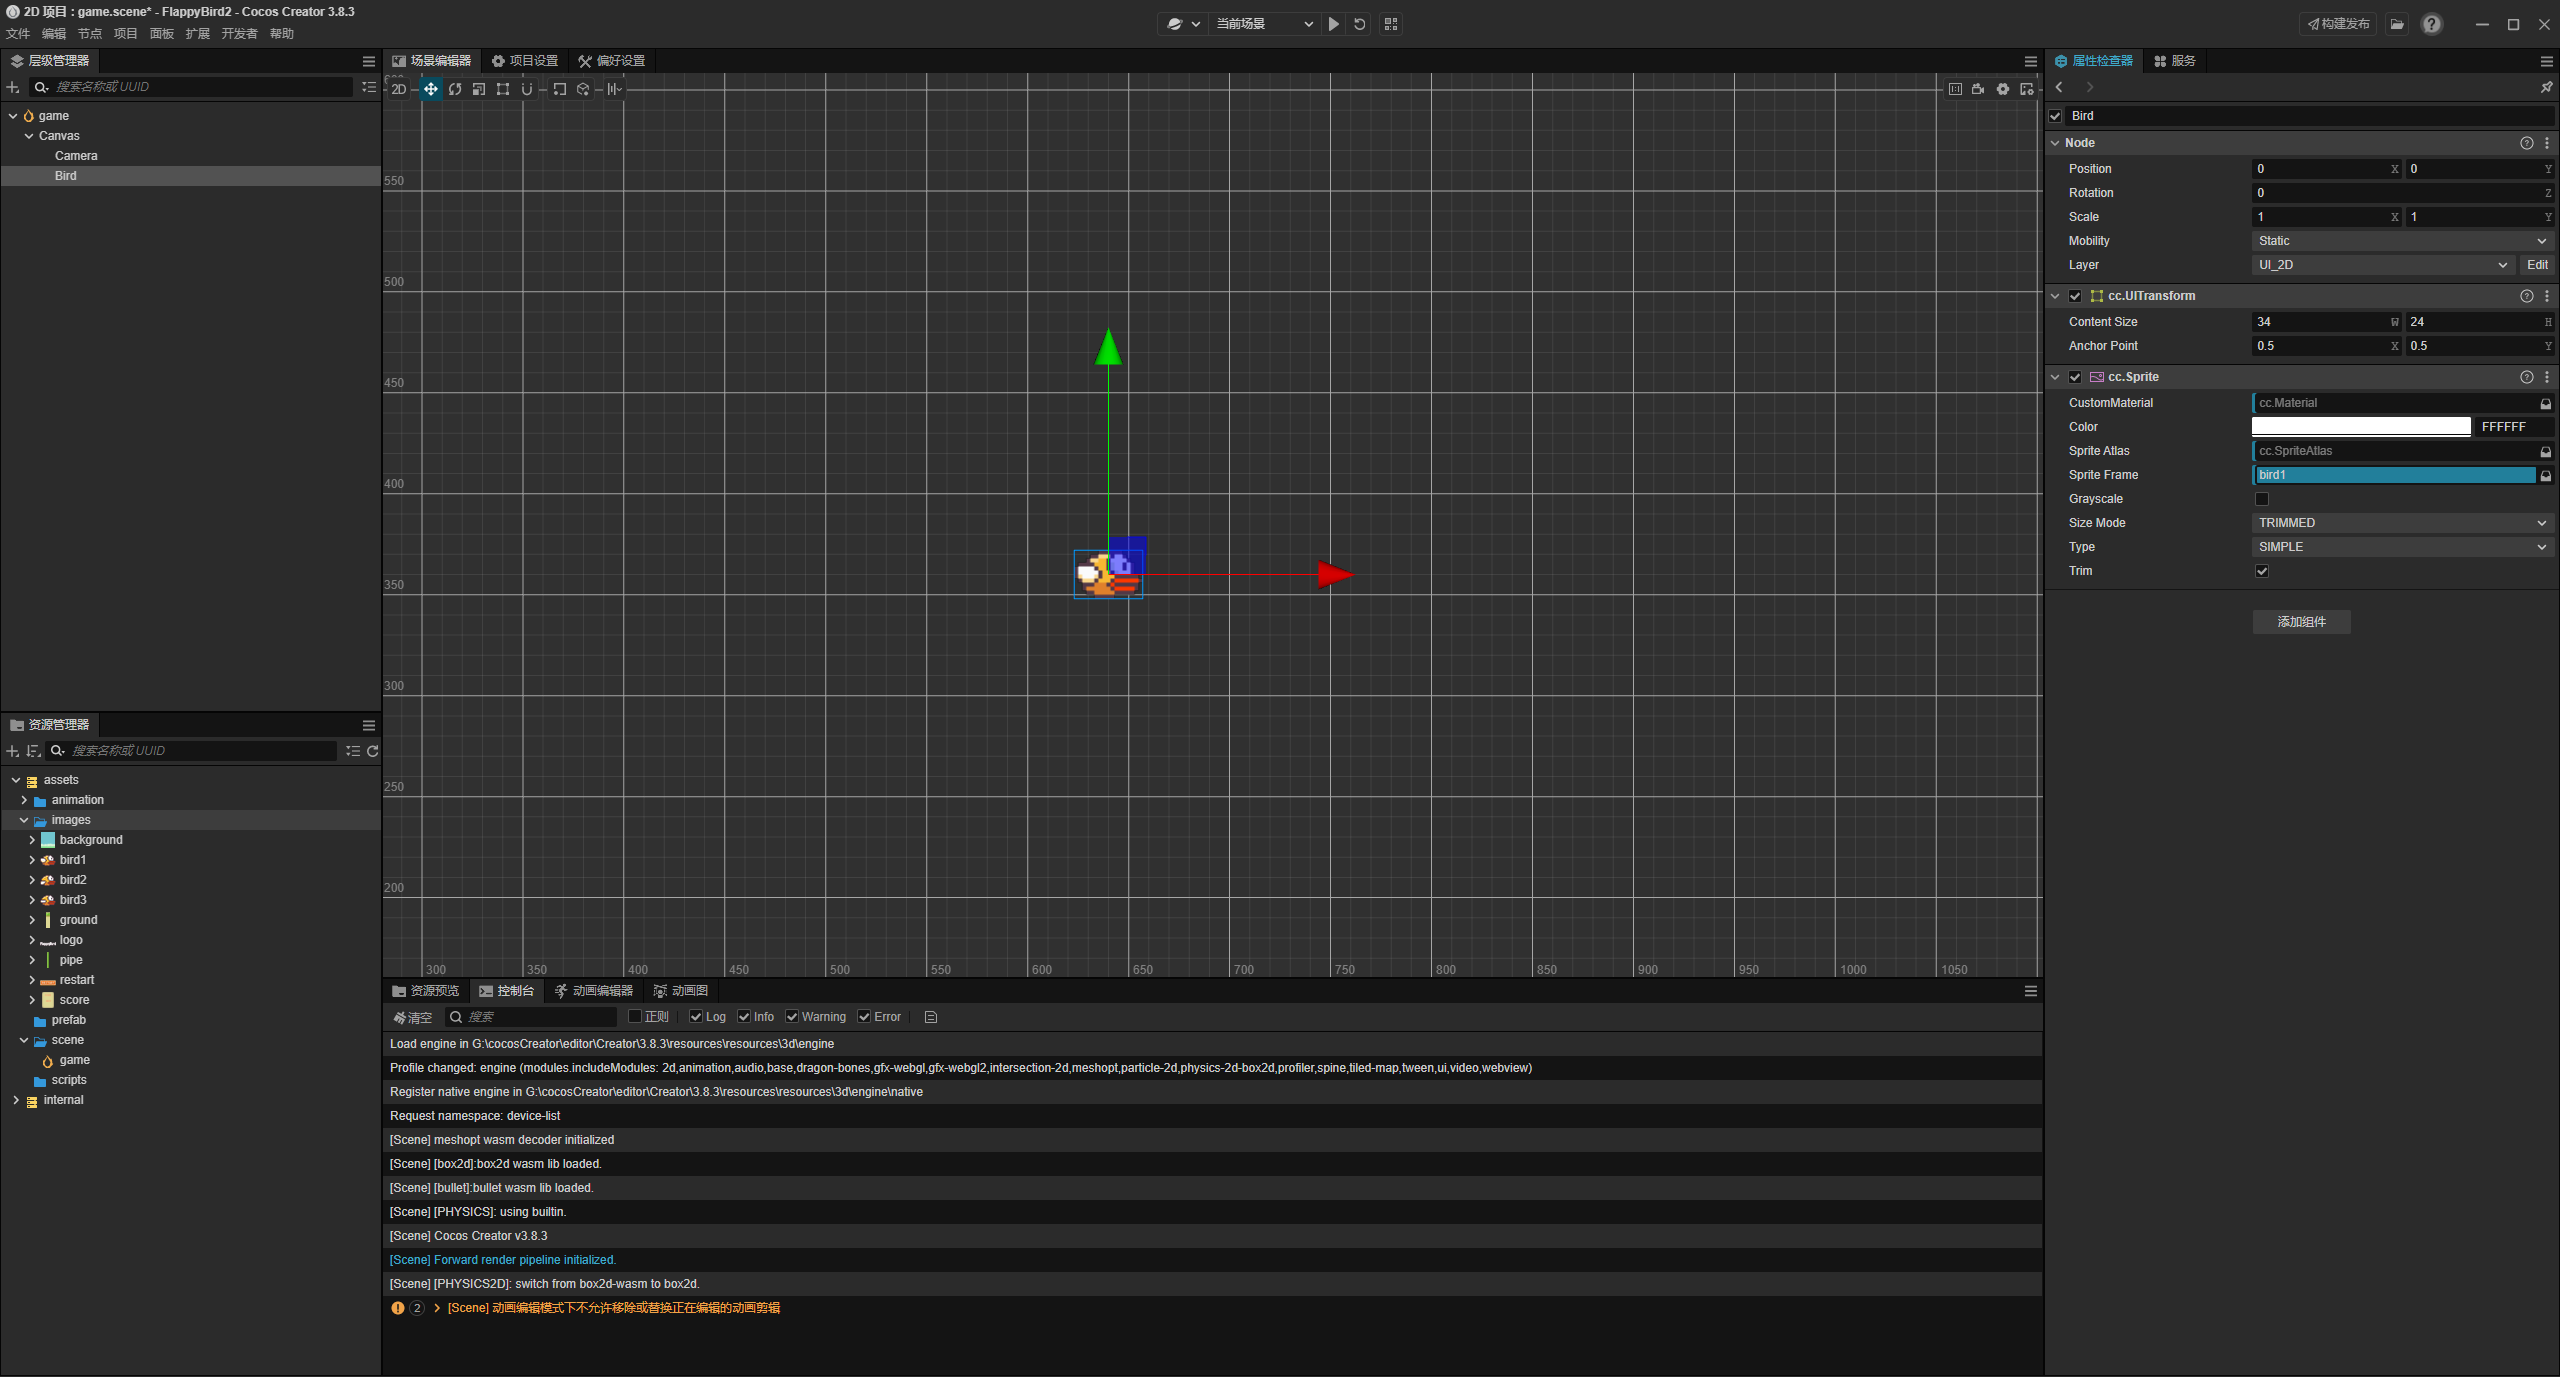 2D 项目 : game.scene* - FlappyBird2 - Cocos Creator 3.8.3
文件 编辑 节点 项目 面板 扩展 开发者 帮助
当前场景
构建发布
层级管理器
搜索名称或 UUID
game
Canvas
Camera
Bird
资源管理器
搜索名称或 UUID
assets
animation
images
background
bird1
bird2
bird3
ground
logo
pipe
restart
score
prefab
scene
game
scripts
internal
场景编辑器 项目设置 偏好设置
2D
550
500
450
400
350
300
250
200
300 350 400 450 500 550 600 650 700 750 800 850 900 950 1000 1050
资源预览 控制台 动画编辑器 动画图
清空 搜索 正则 Log Info Warning Error
Load engine in G:\cocosCreator\editor\Creator\3.8.3\resources\resources\3d\engine
Profile changed: engine (modules.includeModules: 2d,animation,audio,base,dragon-bones,gfx-webgl,gfx-webgl2,intersection-2d,meshopt,particle-2d,physics-2d-box2d,profiler,spine,tiled-map,tween,ui,video,webview)
Register native engine in G:\cocosCreator\editor\Creator\3.8.3\resources\resources\3d\engine\native
Request namespace: device-list
[Scene] meshopt wasm decoder initialized
[Scene] [box2d]:box2d wasm lib loaded.
[Scene] [bullet]:bullet wasm lib loaded.
[Scene] [PHYSICS]: using builtin.
[Scene] Cocos Creator v3.8.3
[Scene] Forward render pipeline initialized.
[Scene] [PHYSICS2D]: switch from box2d-wasm to box2d.
2 [Scene] 动画编辑模式下不允许移除或替换正在编辑的动画剪辑
属性检查器 服务
Bird
Node
Position 0 X 0 Y
Rotation 0 Z
Scale 1 X 1 Y
Mobility Static
Layer UI_2D Edit
cc.UITransform
Content Size 34 W 24 H
Anchor Point 0.5 X 0.5 Y
cc.Sprite
CustomMaterial cc.Material
Color FFFFFF
Sprite Atlas cc.SpriteAtlas
Sprite Frame bird1
Grayscale
Size Mode TRIMMED
Type SIMPLE
Trim
添加组件